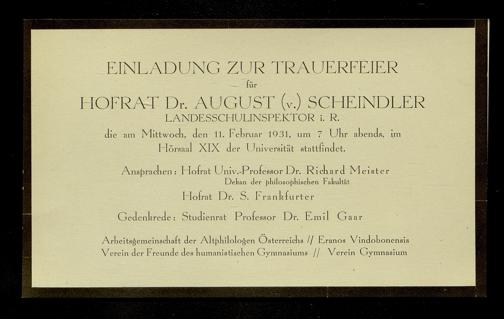 EINLADUNG ZUR TRAUERFEIER
für
HOFRAT Dr. AUGUST (v.) SCHEINDLER
LANDESSCHULINSPEKTOR i. R.
die am Mittwoch, den 11. Februar 1931, um 7 Uhr abends, im
Hörsaal XIX der Universität stattfindet.
Ansprachen: Hofrat Univ.-Professor Dr. Richard Meister
Dekan der philosophischen Fakultät
Hofrat Dr. S. Frankfurter
Gedenkrede: Studienrat Professor Dr. Emil Gaar
Arbeitsgemeinschaft der Altphilologen Österreichs // Eranos Vindobonensis
Verein der Freunde des humanistischen Gymnasiums // Verein Gymnasium